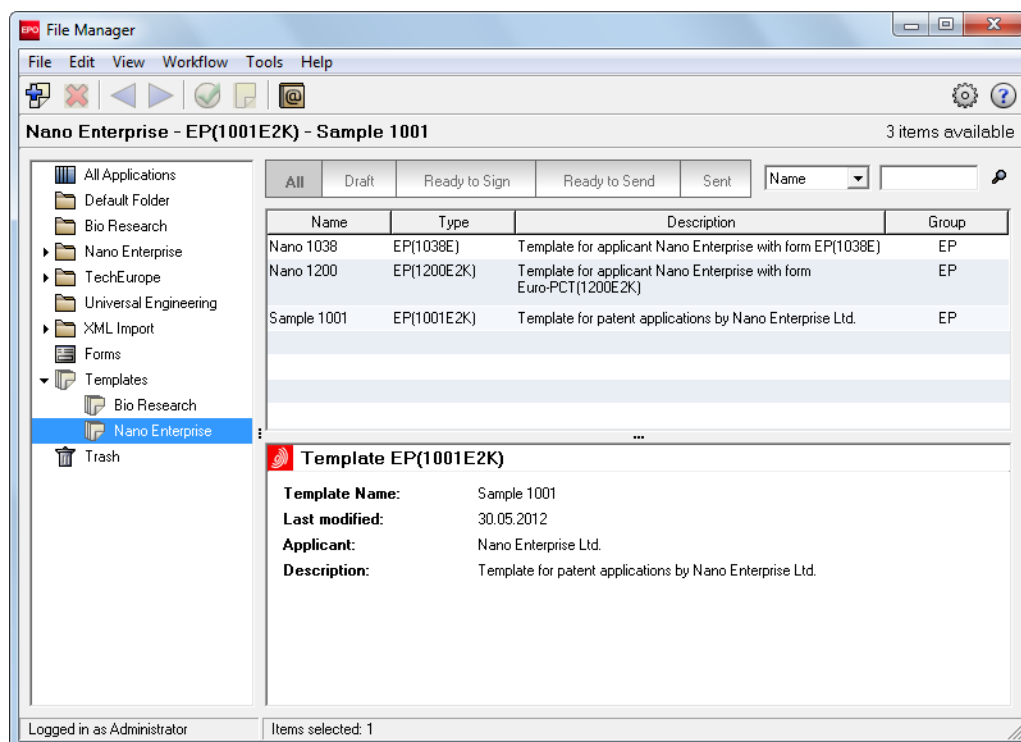 EPO File Manager
File Edit View Workflow Tools Help
Nano Enterprise - EP(1001E2K) - Sample 1001 3 items available
All Applications
Default Folder
Bio Research
Nano Enterprise
TechEurope
Universal Engineering
XML Import
Forms
Templates
Bio Research
Nano Enterprise
Trash
All Draft Ready to Sign Ready to Send Sent Name
Name Type Description Group
Nano 1038 EP(1038E) Template for applicant Nano Enterprise with form EP(1038E) EP
Nano 1200 EP(1200E2K) Template for applicant Nano Enterprise with form EP
Euro-PCT(1200E2K)
Sample 1001 EP(1001E2K) Template for patent applications by Nano Enterprise Ltd. EP
Template EP(1001E2K)
Template Name: Sample 1001
Last modified: 30.05.2012
Applicant: Nano Enterprise Ltd.
Description: Template for patent applications by Nano Enterprise Ltd.
Logged in as Administrator Items selected: 1